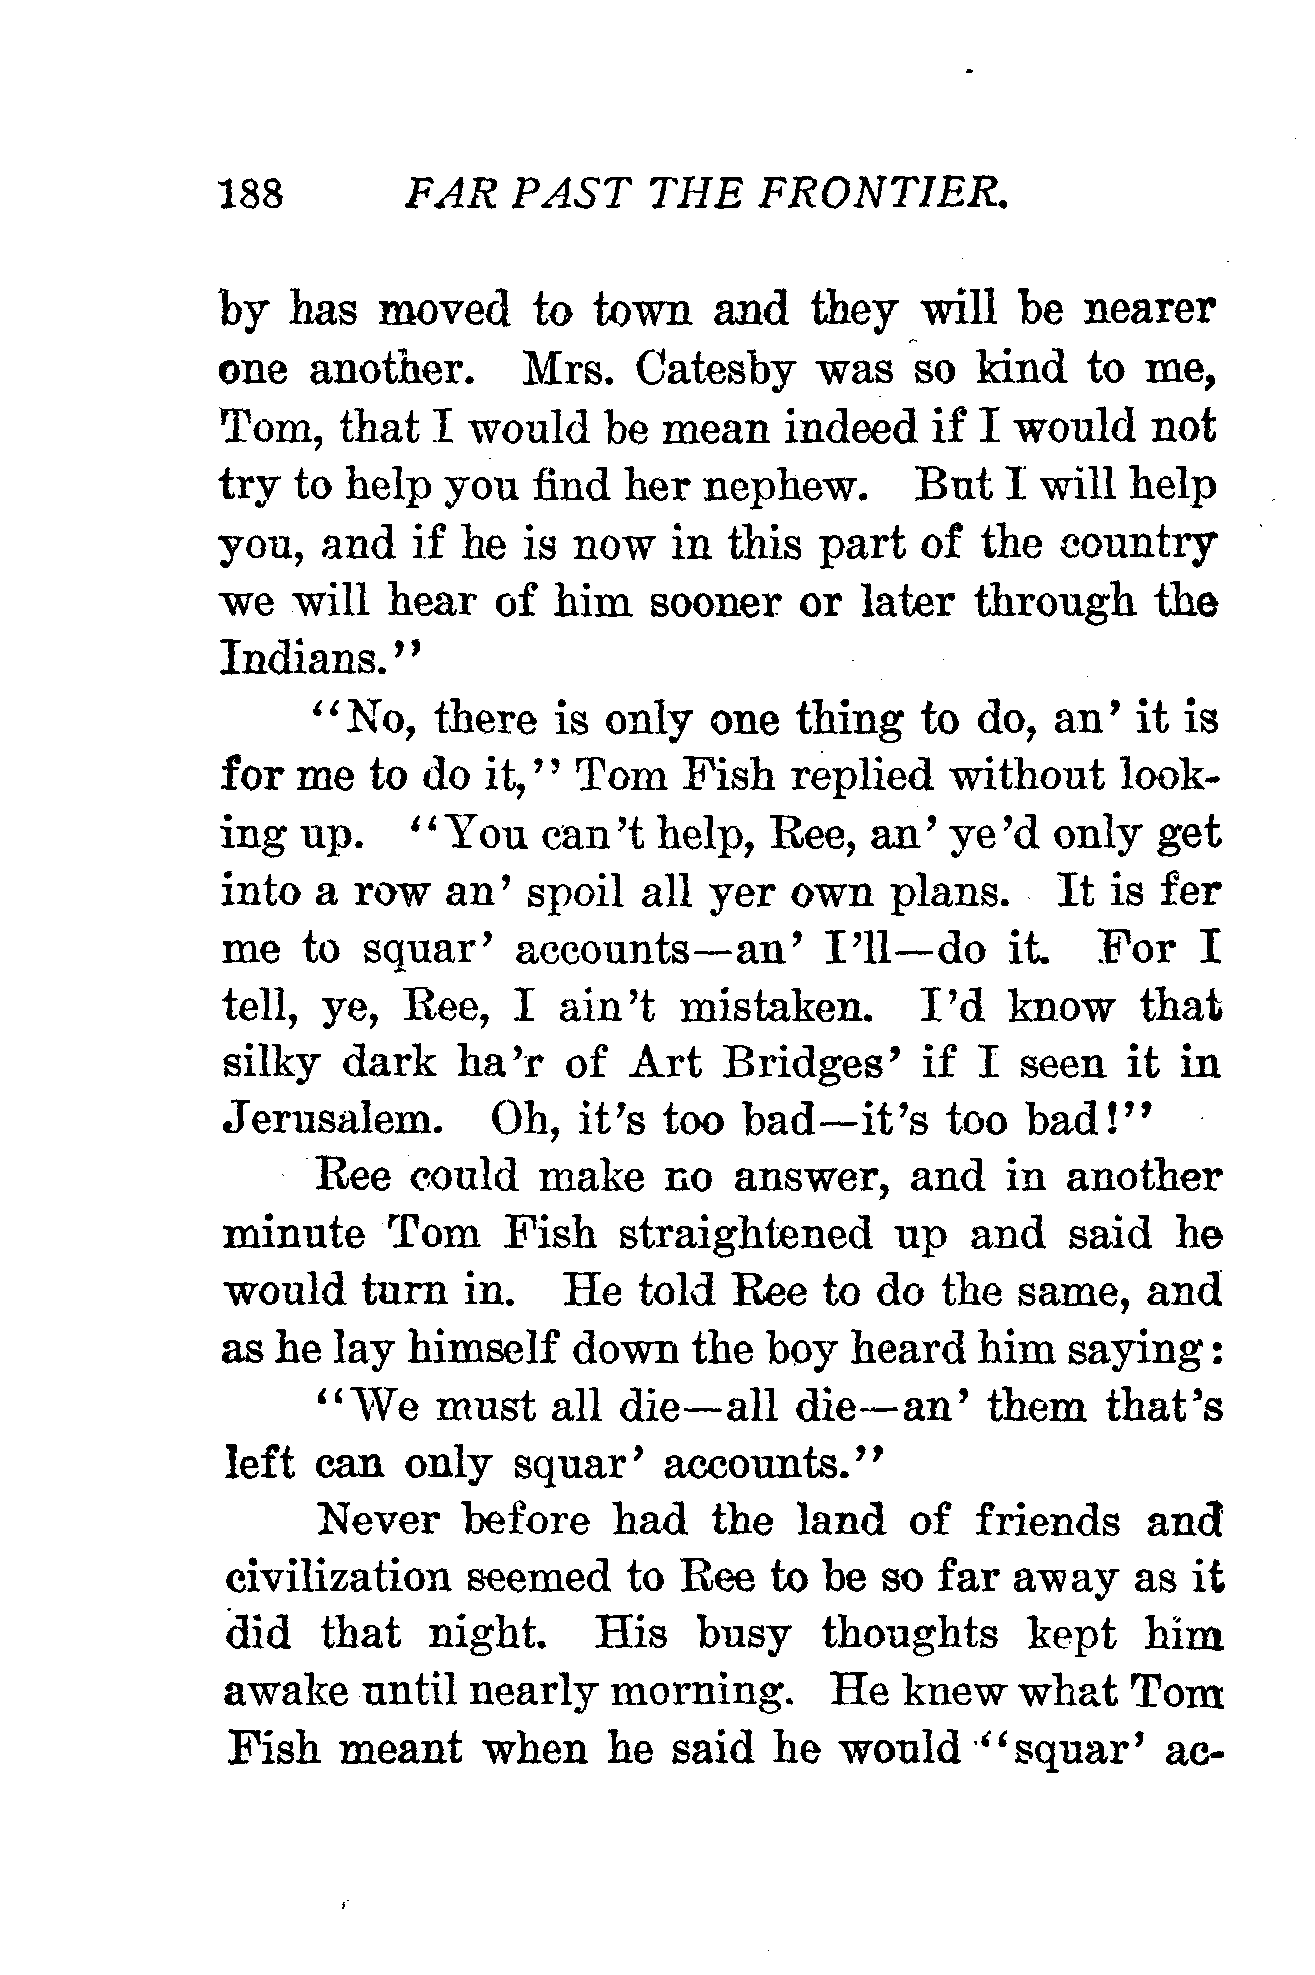 188 FAR PAST THE FRONTIER.
by has moved to town and they will be nearer
one another. Mrs. Catesby was so kind to me,
Tom, that I would be mean indeed if I would not
try to help you find her nephew. But I will help
you, and if he is now in this part of the country
we will hear of him sooner or later through the
Indians."
"No, there is only one thing to do, an' it is
for me to do it," Tom Fish replied without look-
ing up. "You can't help, Ree, an' ye'd only get
into a row an' spoil all yer own plans. It is fer
me to squar' accounts—an' I'll—do it. For I
tell, ye, Ree, I ain't mistaken. I'd know that
silky dark ha'r of Art Bridges' if I seen it in
Jerusalem. Oh, it's too bad—it's too bad!"
Ree could make no answer, and in another
minute Tom Fish straightened up and said he
would turn in. He told Ree to do the same, and
as he lay himself down the boy heard him saying:
"We must all die—all die—an' them that's
left can only squar' accounts."
Never before had the land of friends and
civilization seemed to Ree to be so far away as it
did that night. His busy thoughts kept him
awake until nearly morning. He knew what Tom
Fish meant when he said he would "squar' ac-